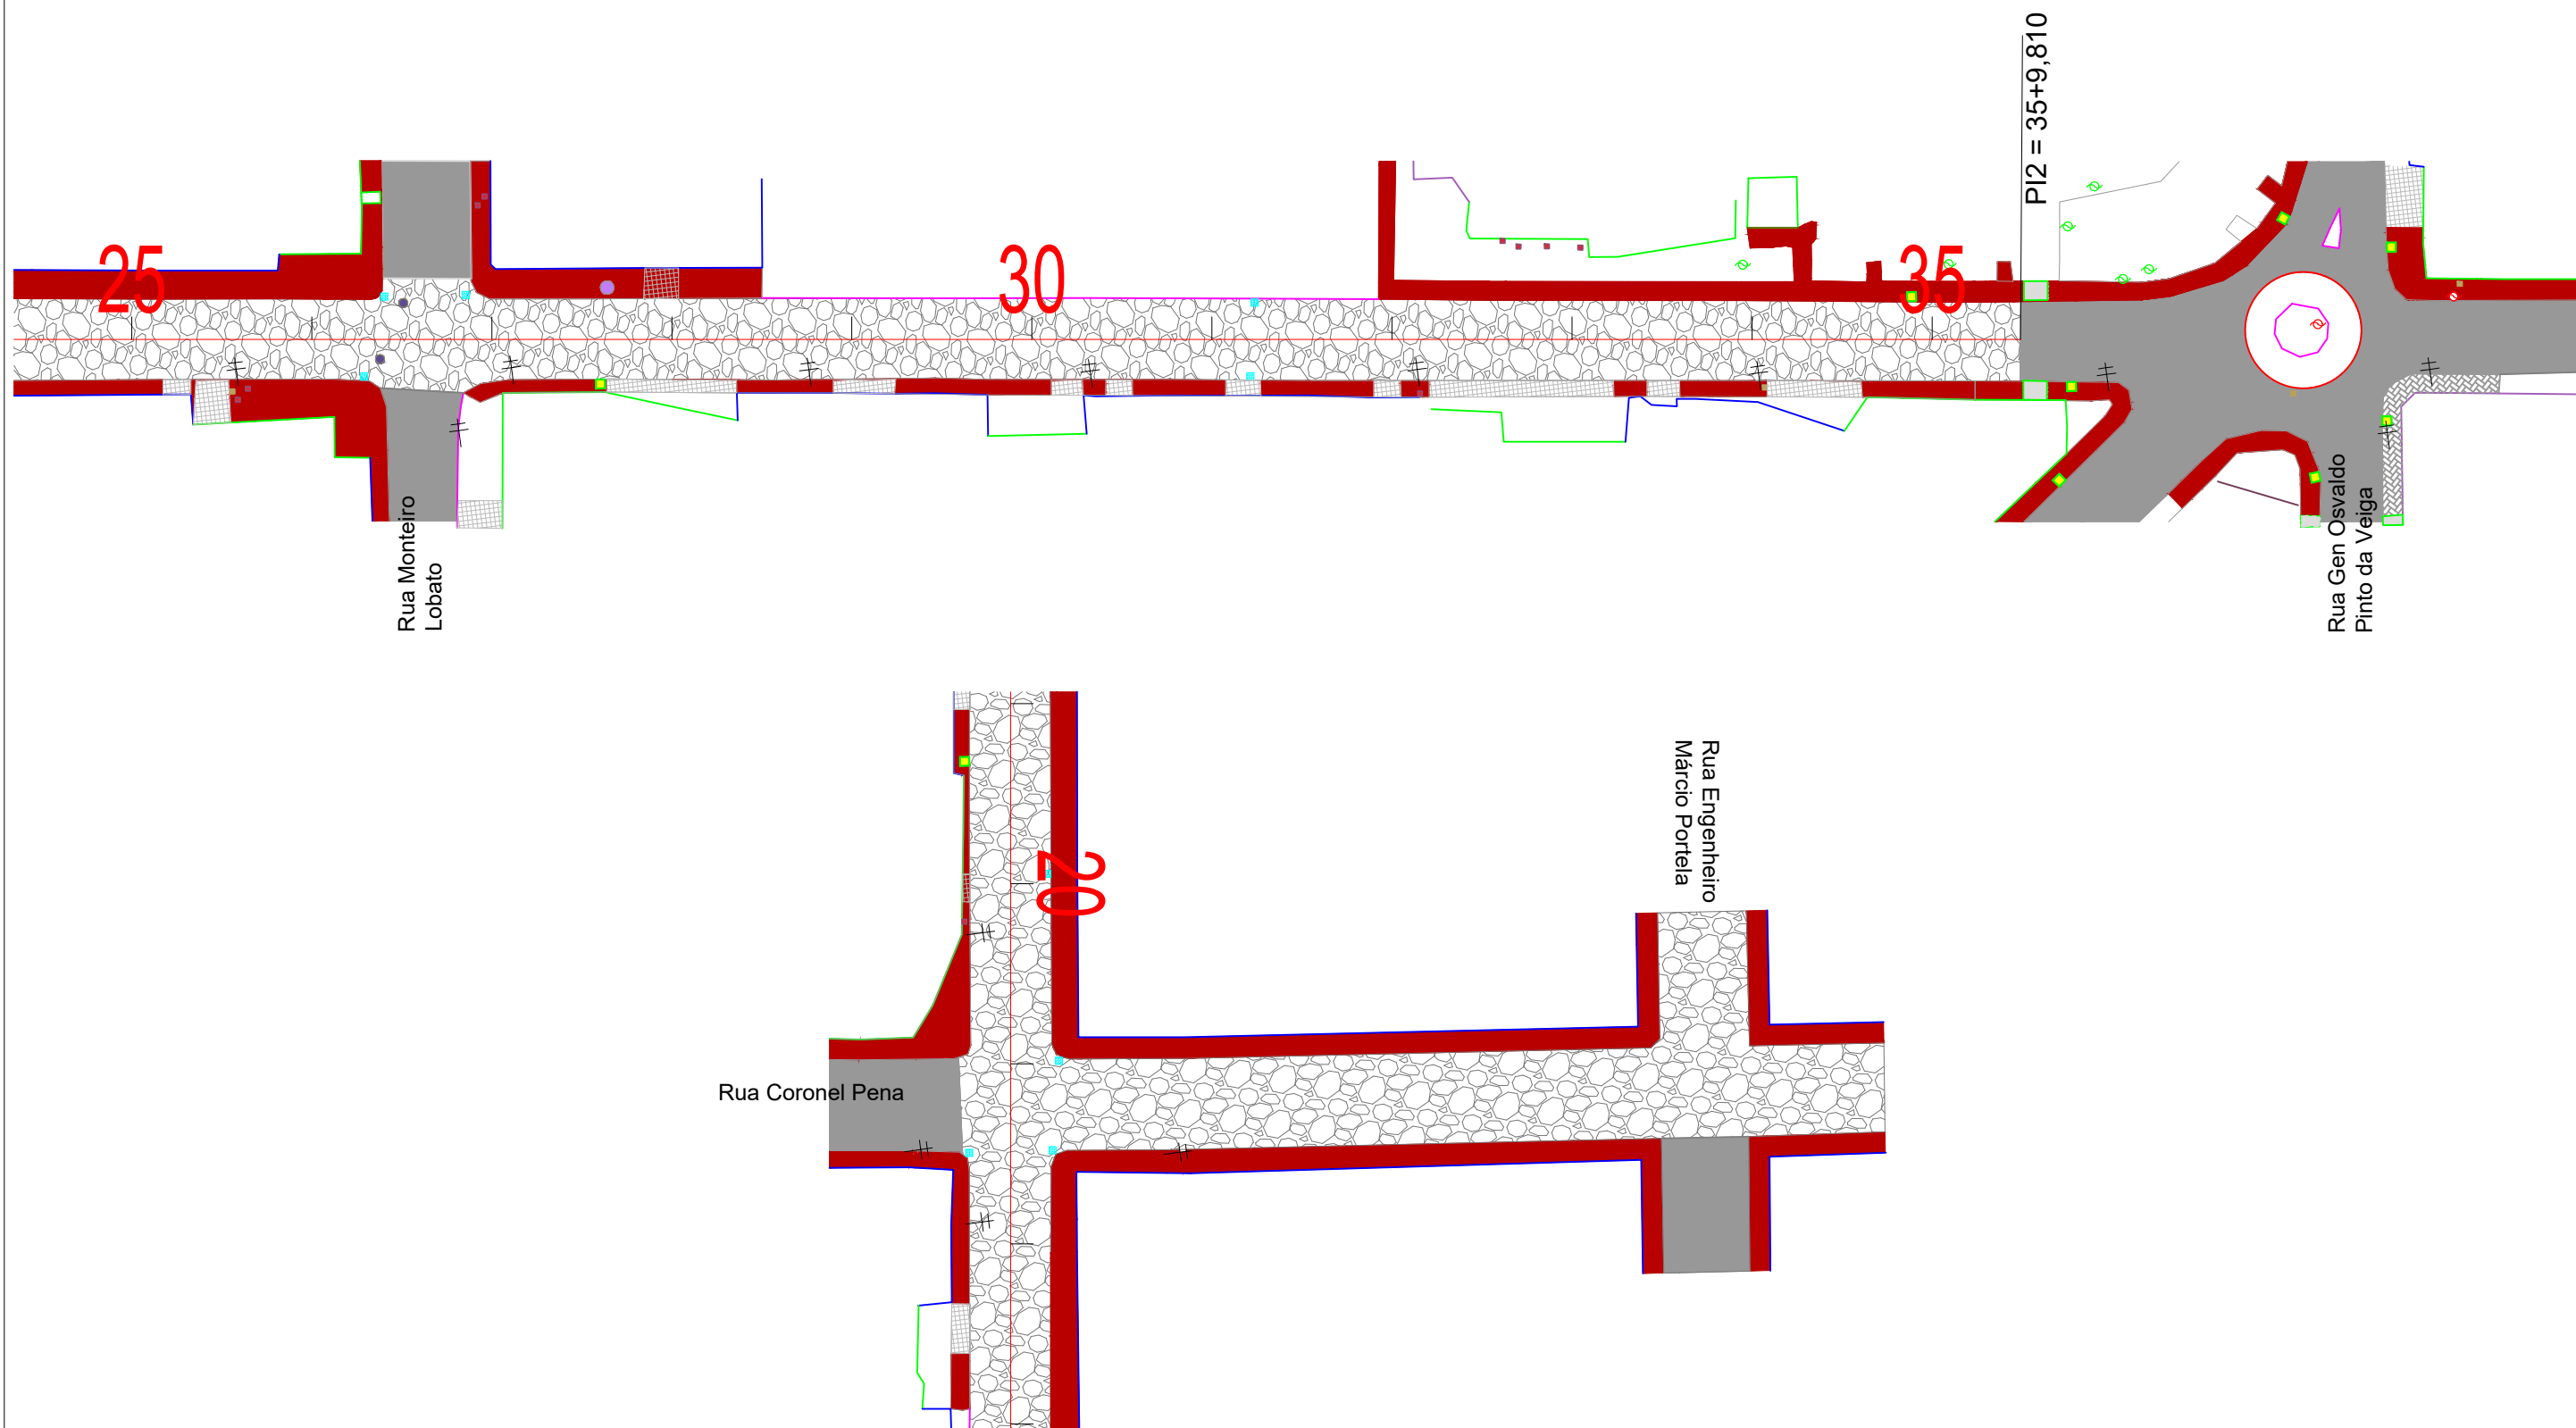 PI2 = 35+9,810
25
30
35
Rua Monteiro
Lobato
Rua Gen Osvaldo
Pinto da Veiga
Rua Engenheiro
Márcio Portela
20
Rua Coronel Pena